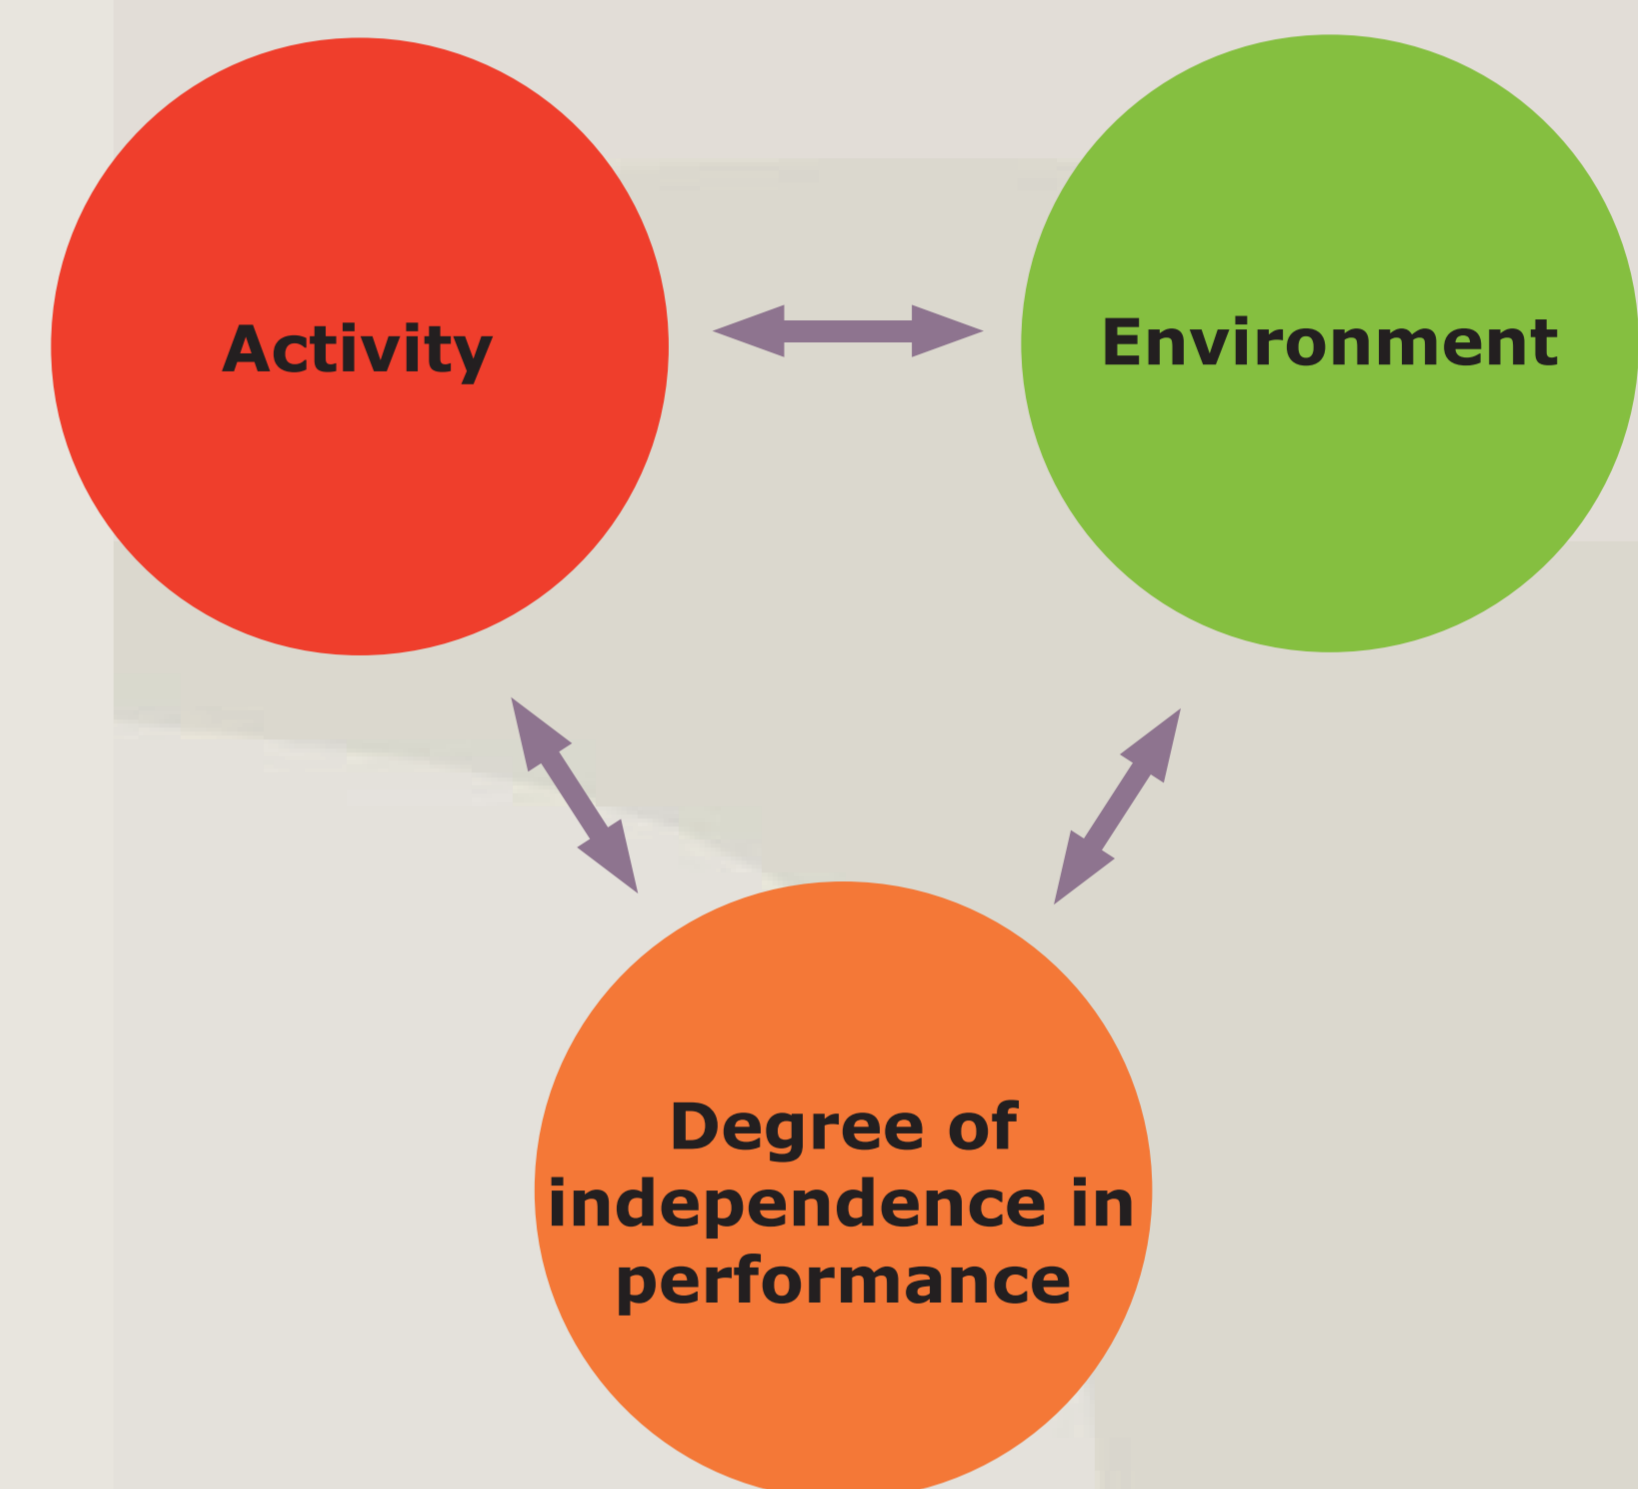 Activity
Environment
Degree of
independence in
performance